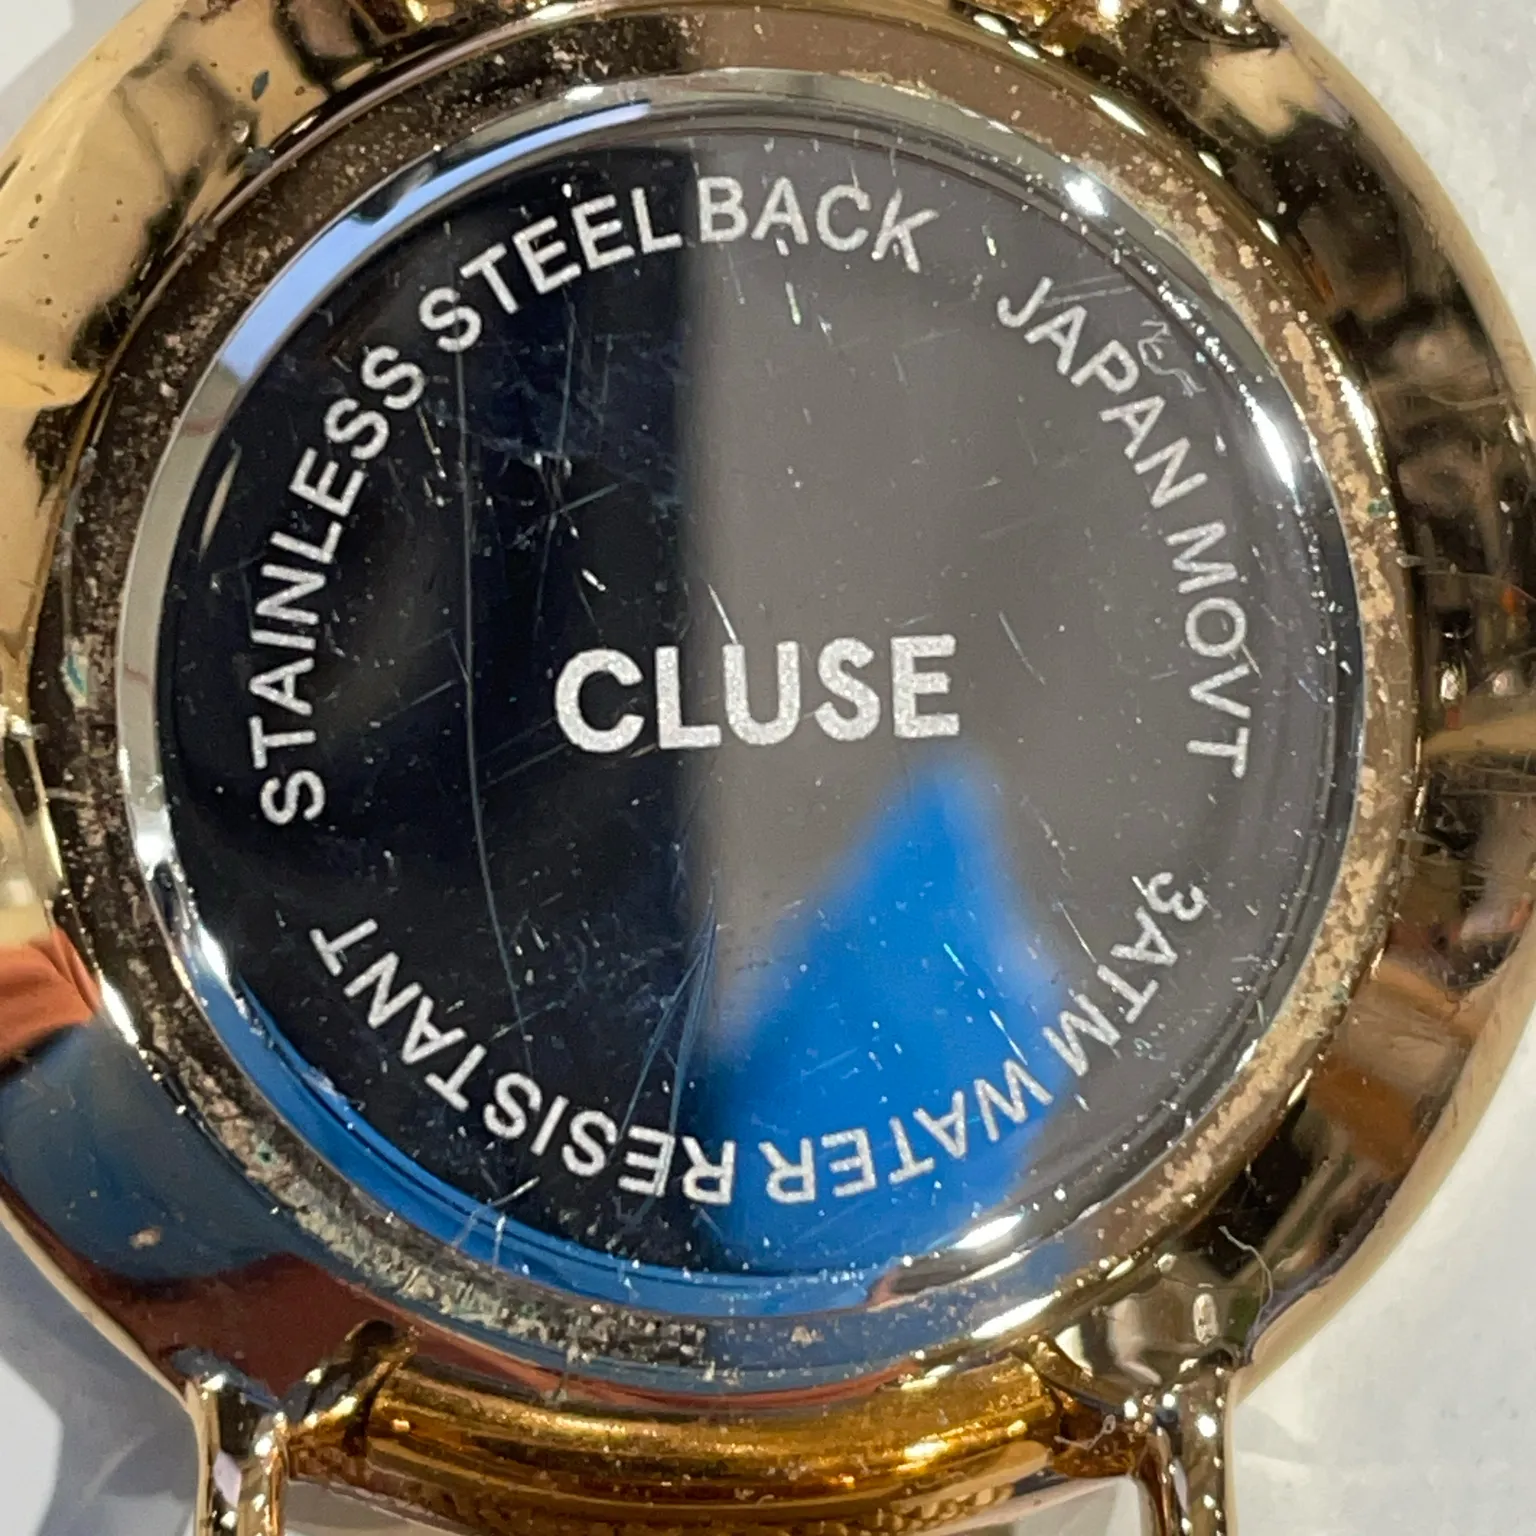 STAINLESS STEEL BACK
JAPAN MOVT
3ATM WATER RESISTANT
CLUSE